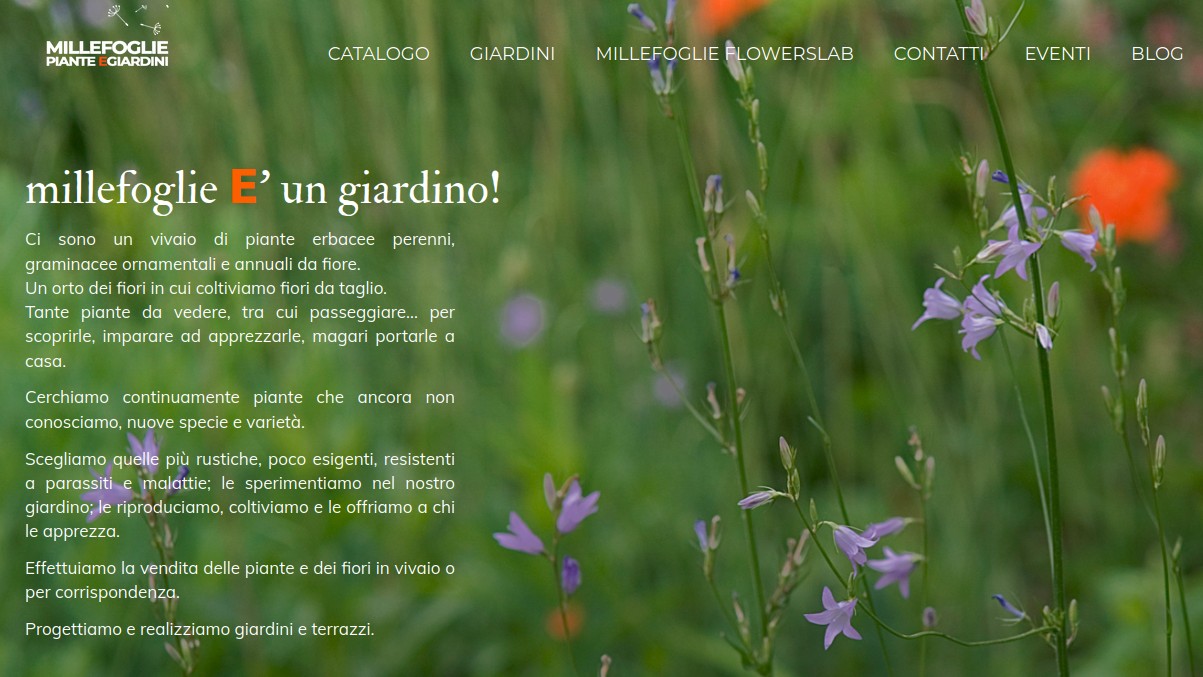 MILLEFOGLIE
PIANTE EGIARDINI
CATALOGO GIARDINI MILLEFOGLIE FLOWERSLAB CONTATTI EVENTI BLOG
millefoglie E’ un giardino!
Ci sono un vivaio di piante erbacee perenni,
graminacee ornamentali e annuali da fiore.
Un orto dei fiori in cui coltiviamo fiori da taglio.
Tante piante da vedere, tra cui passeggiare... per
scoprirle, imparare ad apprezzarle, magari portarle a
casa.
Cerchiamo continuamente piante che ancora non
conosciamo, nuove specie e varietà.
Scegliamo quelle più rustiche, poco esigenti, resistenti
a parassiti e malattie; le sperimentiamo nel nostro
giardino; le riproduciamo, coltiviamo e le offriamo a chi
le apprezza.
Effettuiamo la vendita delle piante e dei fiori in vivaio o
per corrispondenza.
Progettiamo e realizziamo giardini e terrazzi.